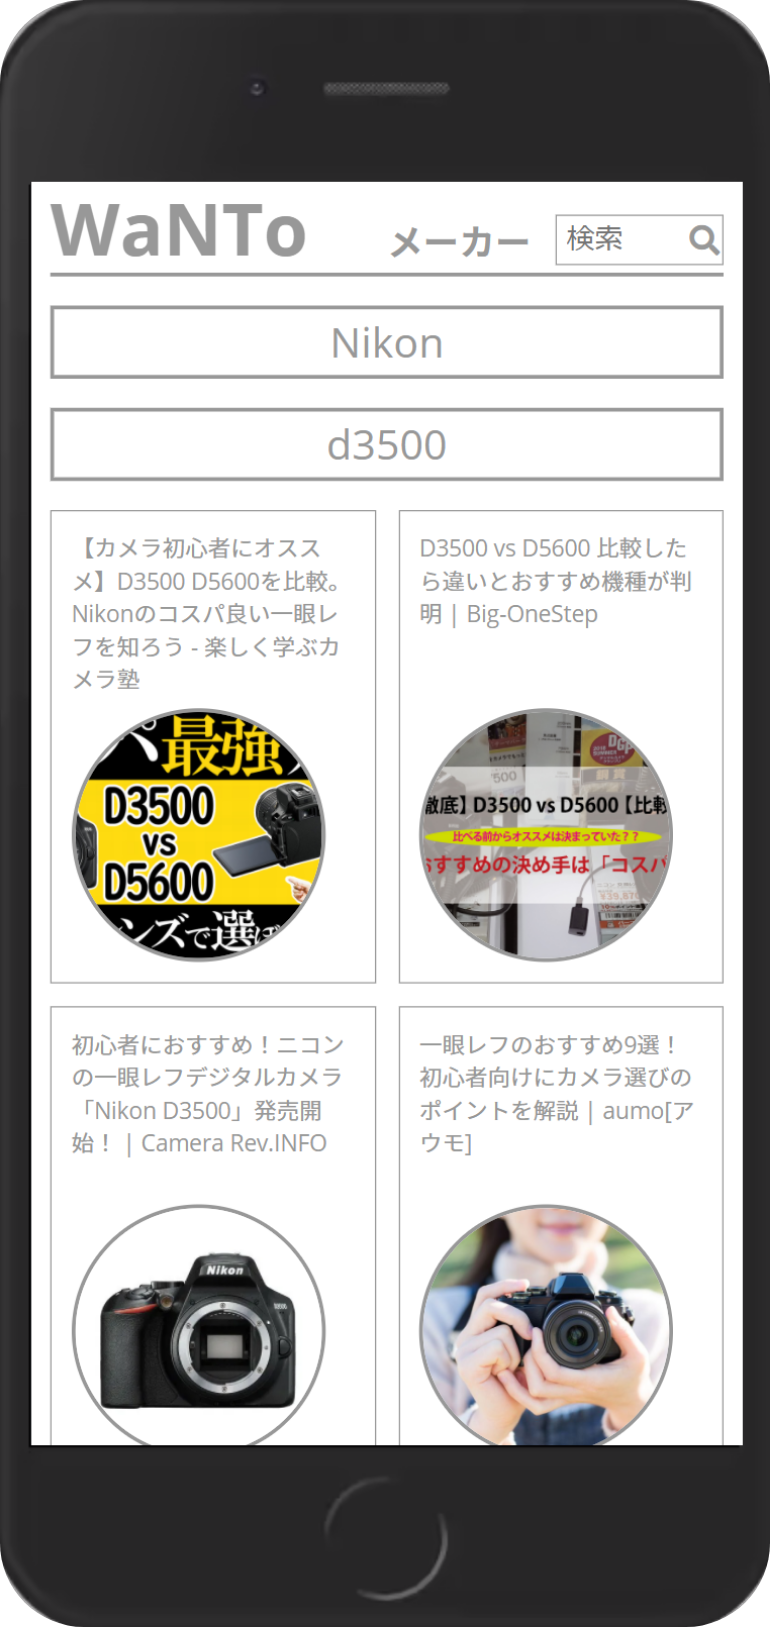 WaNTo
メーカー
検索
Nikon
d3500
【カメラ初心者にオスス
メ】D3500 D5600を比較。
Nikonのコスパ良い一眼レ
フを知ろう - 楽しく学ぶカ
メラ塾
最強
D3500
vs
D5600
ンズで選ば
D3500 vs D5600 比較した
ら違いとおすすめ機種が判
明 | Big-OneStep
徹底】D3500 vs D5600【比較
比べる前からオススメは決まっていた？？
おすすめの決め手は「コスパ
初心者におすすめ！ニコン
の一眼レフデジタルカメラ
「Nikon D3500」発売開
始！ | Camera Rev.INFO
Nikon
一眼レフのおすすめ9選！
初心者向けにカメラ選びの
ポイントを解説 | aumo[ア
ウモ]